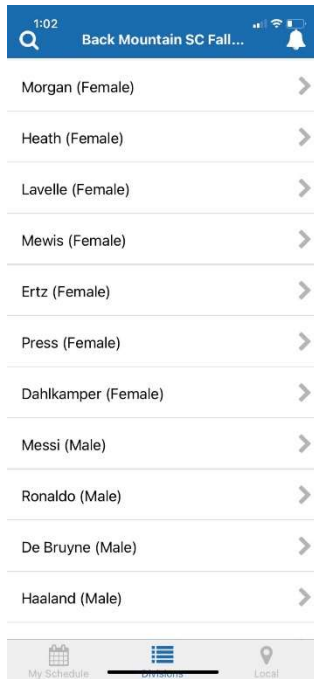 1:02
Back Mountain SC Fall...
Morgan (Female)
Heath (Female)
Lavelle (Female)
Mewis (Female)
Ertz (Female)
Press (Female)
Dahlkamper (Female)
Messi (Male)
Ronaldo (Male)
De Bruyne (Male)
Haaland (Male)
My Schedule Divisions Local